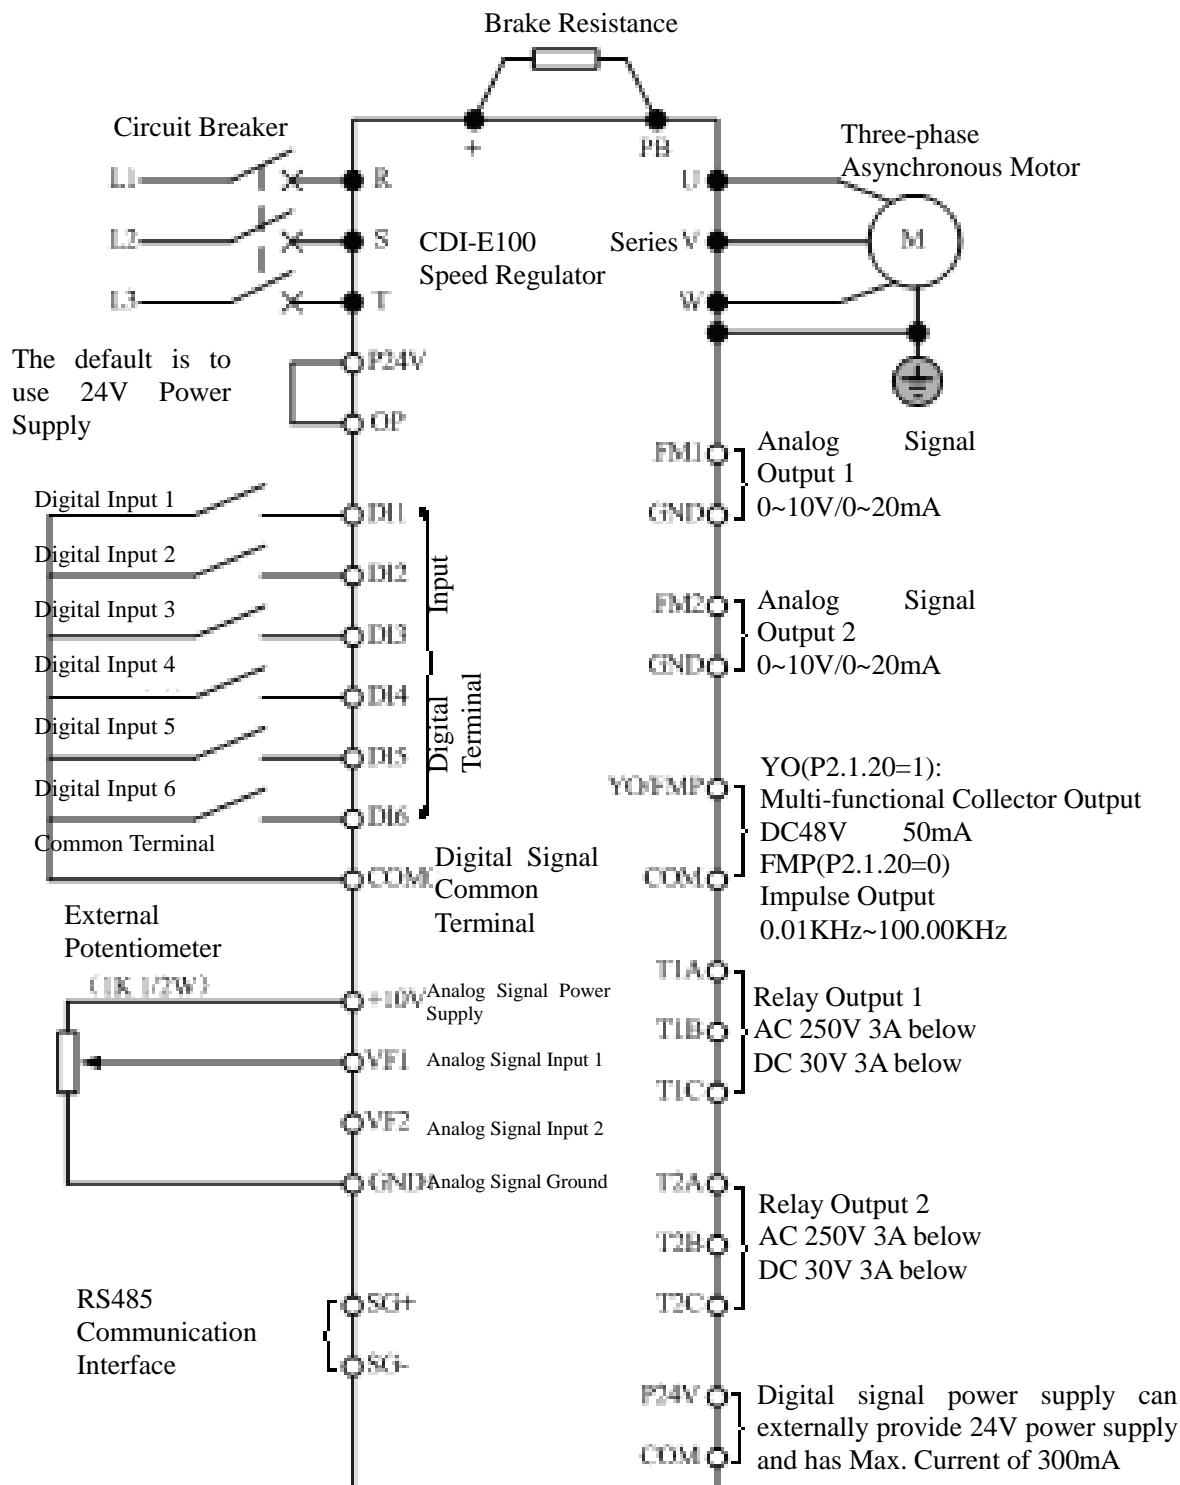 Brake Resistance
Circuit Breaker
+
PB
Three-phase
Asynchronous Motor
L1
R
U
L2
S
CDI-E100 Series
V
M
Speed Regulator
L3
T
W
The default is to
use 24V Power
Supply
P24V
OP
FM1
Analog Signal
Output 1
GND
0~10V/0~20mA
Digital Input 1
DI1
Digital Input 2
DI2
Digital Input 3
DI3
Digital Input 4
DI4
Digital Input 5
DI5
Digital Input 6
DI6
Input
Digital
Terminal
FM2
Analog Signal
Output 2
GND
0~10V/0~20mA
Common Terminal
COM
Digital Signal
Common
Terminal
YO/FMP
COM
YO(P2.1.20=1):
Multi-functional Collector Output
DC48V 50mA
FMP(P2.1.20=0)
Impulse Output
0.01KHz~100.00KHz
External
Potentiometer
(1K 1/2W)
+10V
Analog Signal Power
Supply
VF1
Analog Signal Input 1
VF2
Analog Signal Input 2
GND
Analog Signal Ground
T1A
T1B
T1C
Relay Output 1
AC 250V 3A below
DC 30V 3A below
T2A
T2B
T2C
Relay Output 2
AC 250V 3A below
DC 30V 3A below
RS485
Communication
Interface
SG+
SG-
P24V
COM
Digital signal power supply can
externally provide 24V power supply
and has Max. Current of 300mA